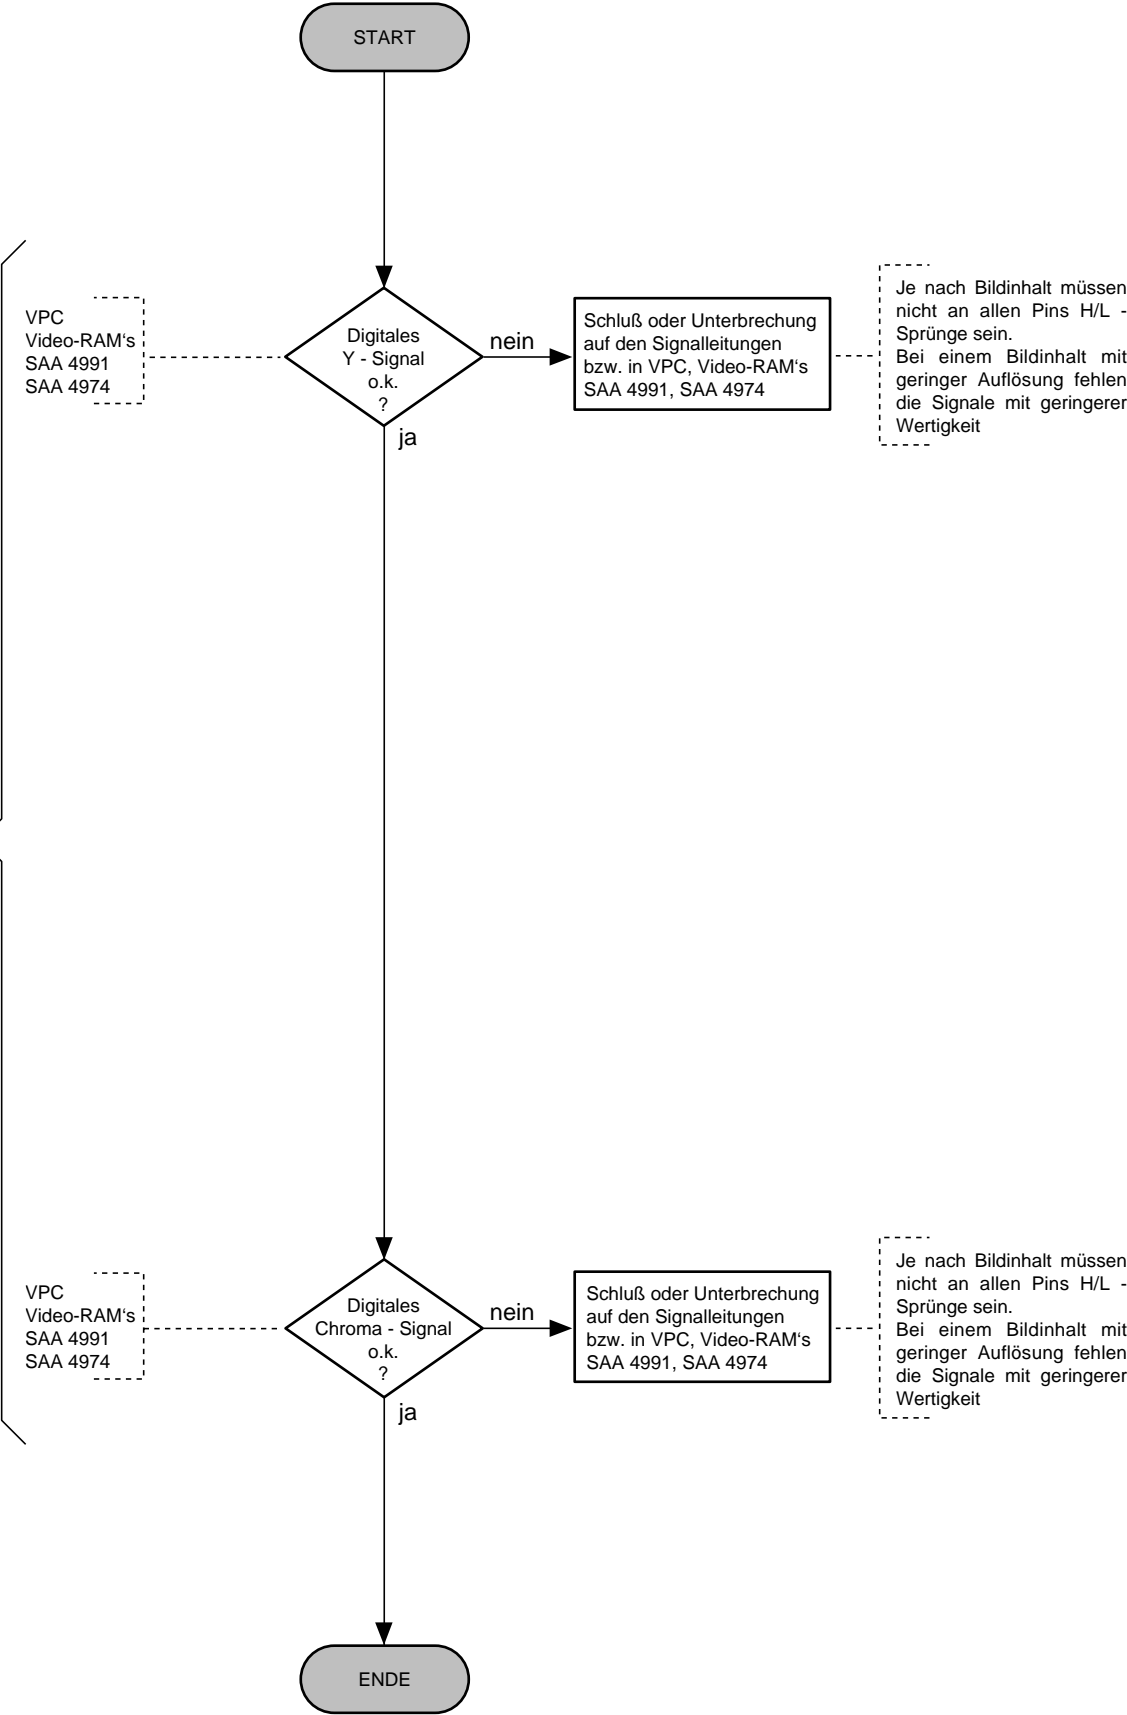 START
VPC
Video-RAM‘s
SAA 4991
SAA 4974
Digitales
Y - Signal
o.k.
?
nein
ja
Schluß oder Unterbrechung
auf den Signalleitungen
bzw. in VPC, Video-RAM‘s
SAA 4991, SAA 4974
Je nach Bildinhalt müssen
nicht an allen Pins H/L -
Sprünge sein.
Bei einem Bildinhalt mit
geringer Auflösung fehlen
die Signale mit geringerer
Wertigkeit
VPC
Video-RAM‘s
SAA 4991
SAA 4974
Digitales
Chroma - Signal
o.k.
?
nein
ja
Schluß oder Unterbrechung
auf den Signalleitungen
bzw. in VPC, Video-RAM‘s
SAA 4991, SAA 4974
Je nach Bildinhalt müssen
nicht an allen Pins H/L -
Sprünge sein.
Bei einem Bildinhalt mit
geringer Auflösung fehlen
die Signale mit geringerer
Wertigkeit
ENDE